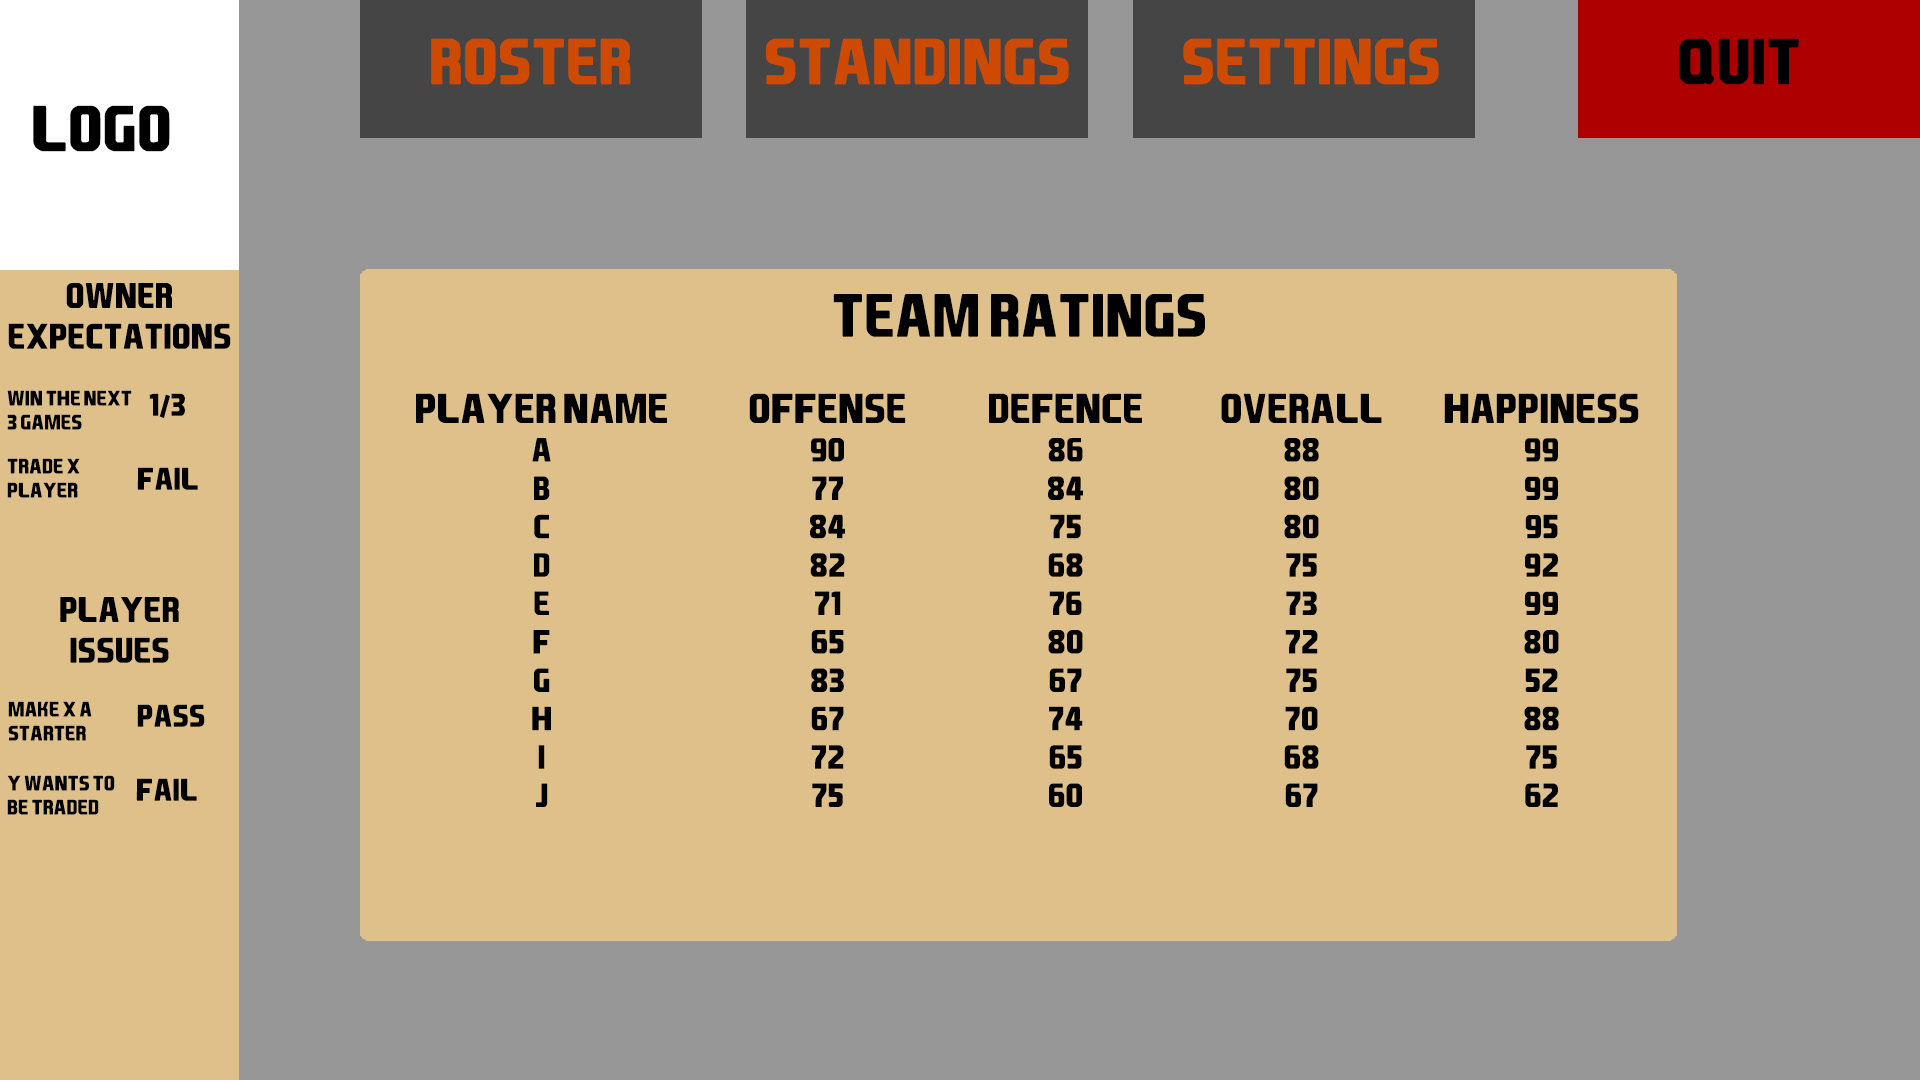 LOGO
ROSTER
STANDINGS
SETTINGS
QUIT
OWNER
EXPECTATIONS
WIN THE NEXT
3 GAMES
1/3
TRADE X
PLAYER
FAIL
PLAYER
ISSUES
MAKE X A
STARTER
PASS
Y WANTS TO
BE TRADED
FAIL
TEAM RATINGS
PLAYER NAME OFFENSE DEFENCE OVERALL HAPPINESS
A 90 86 88 99
B 77 84 80 99
C 84 75 80 95
D 82 68 75 92
E 71 76 73 99
F 65 80 72 80
G 83 67 75 52
H 67 74 70 88
I 72 65 68 75
J 75 60 67 62